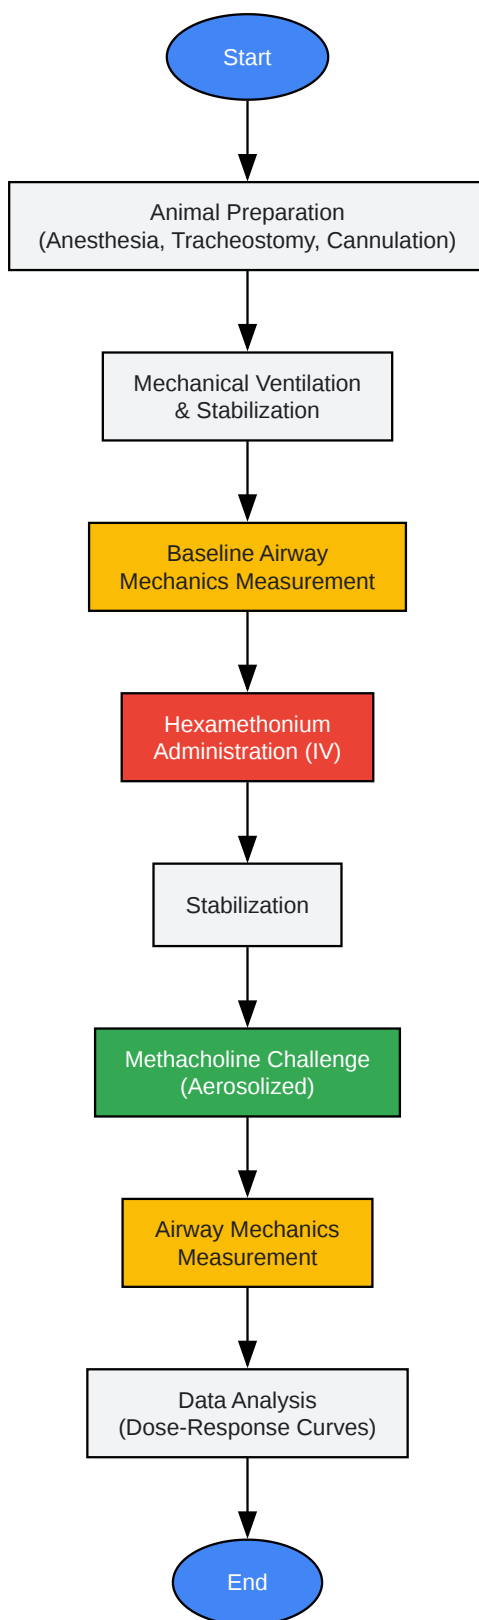 Start
Animal Preparation
(Anesthesia, Tracheostomy, Cannulation)
Mechanical Ventilation
& Stabilization
Baseline Airway
Mechanics Measurement
Hexamethonium
Administration (IV)
Stabilization
Methacholine Challenge
(Aerosolized)
Airway Mechanics
Measurement
Data Analysis
(Dose-Response Curves)
End